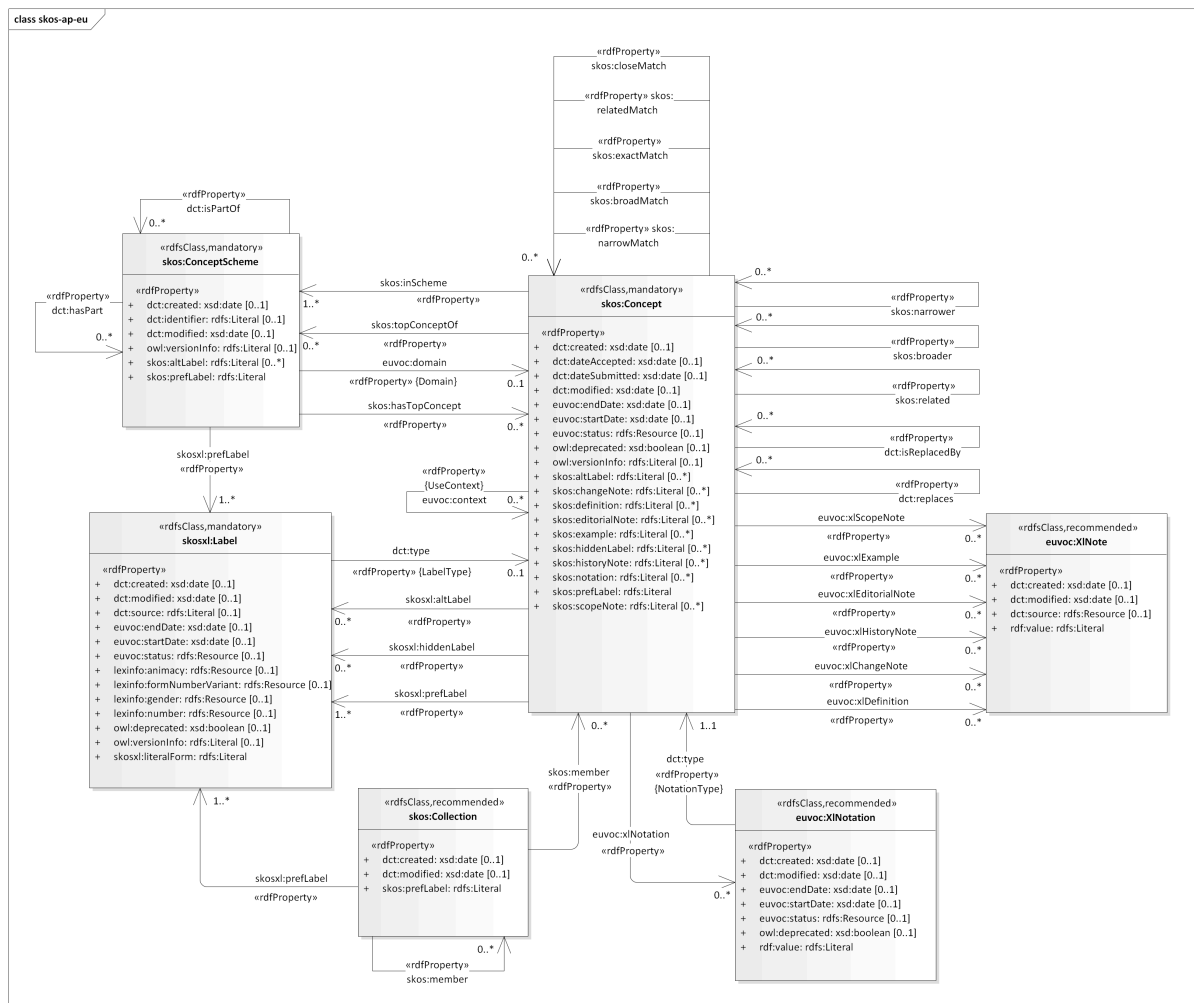 class skos-ap-eu
«rdfProperty»
skos:closeMatch
«rdfProperty» skos:
relatedMatch
«rdfProperty»
skos:exactMatch
«rdfProperty»
skos:broadMatch
«rdfProperty» skos:
narrowMatch
0..*
«rdfProperty»
dct:isPartOf
0..*
«rdfsClass,mandatory»
skos:ConceptScheme
«rdfProperty»
+ dct:created: xsd:date [0..1]
+ dct:identifier: rdfs:Literal [0..1]
+ dct:modified: xsd:date [0..1]
+ owl:versionInfo: rdfs:Literal [0..1]
+ skos:altLabel: rdfs:Literal [0..*]
+ skos:prefLabel: rdfs:Literal
«rdfProperty»
dct:hasPart
0..*
skos:inScheme
«rdfProperty»
1..*
skos:topConceptOf
«rdfProperty»
0..*
euvoc:domain
«rdfProperty» {Domain}
0..1
skos:hasTopConcept
«rdfProperty»
0..*
«rdfProperty»
{UseContext}
euvoc:context
0..*
«rdfsClass,mandatory»
skos:Concept
«rdfProperty»
+ dct:created: xsd:date [0..1]
+ dct:dateAccepted: xsd:date [0..1]
+ dct:dateSubmitted: xsd:date [0..1]
+ dct:modified: xsd:date [0..1]
+ euvoc:endDate: xsd:date [0..1]
+ euvoc:startDate: xsd:date [0..1]
+ euvoc:status: rdfs:Resource [0..1]
+ owl:deprecated: xsd:boolean [0..1]
+ owl:versionInfo: rdfs:Literal [0..1]
+ skos:altLabel: rdfs:Literal [0..*]
+ skos:changeNote: rdfs:Literal [0..*]
+ skos:definition: rdfs:Literal [0..*]
+ skos:editorialNote: rdfs:Literal [0..*]
+ skos:example: rdfs:Literal [0..*]
+ skos:hiddenLabel: rdfs:Literal [0..*]
+ skos:historyNote: rdfs:Literal [0..*]
+ skos:notation: rdfs:Literal [0..*]
+ skos:prefLabel: rdfs:Literal
+ skos:scopeNote: rdfs:Literal [0..*]
0..*
«rdfProperty»
skos:narrower
0..*
«rdfProperty»
skos:broader
0..*
«rdfProperty»
skos:related
0..*
«rdfProperty»
dct:isReplacedBy
0..*
«rdfProperty»
dct:replaces
skosxl:prefLabel
«rdfProperty»
1..*
«rdfsClass,mandatory»
skosxl:Label
«rdfProperty»
+ dct:created: xsd:date [0..1]
+ dct:modified: xsd:date [0..1]
+ dct:source: rdfs:Literal [0..1]
+ euvoc:endDate: xsd:date [0..1]
+ euvoc:startDate: xsd:date [0..1]
+ euvoc:status: rdfs:Resource [0..1]
+ lexinfo:animacy: rdfs:Resource [0..1]
+ lexinfo:formNumberVariant: rdfs:Resource [0..1]
+ lexinfo:gender: rdfs:Resource [0..1]
+ lexinfo:number: rdfs:Resource [0..1]
+ owl:deprecated: xsd:boolean [0..1]
+ owl:versionInfo: rdfs:Literal [0..1]
+ skosxl:literalForm: rdfs:Literal
dct:type
«rdfProperty» {LabelType}
0..1
skosxl:altLabel
«rdfProperty»
0..*
skosxl:hiddenLabel
«rdfProperty»
0..*
skosxl:prefLabel
«rdfProperty»
1..*
euvoc:xlScopeNote
«rdfProperty»
0..*
euvoc:xlExample
«rdfProperty»
0..*
euvoc:xlEditorialNote
«rdfProperty»
0..*
euvoc:xlHistoryNote
«rdfProperty»
0..*
euvoc:xlChangeNote
«rdfProperty»
0..*
euvoc:xlDefinition
«rdfProperty»
0..*
«rdfsClass,recommended»
euvoc:XlNote
«rdfProperty»
+ dct:created: xsd:date [0..1]
+ dct:modified: xsd:date [0..1]
+ dct:source: rdfs:Resource [0..1]
+ rdf:value: rdfs:Literal
1..*
skosxl:prefLabel
«rdfProperty»
«rdfsClass,recommended»
skos:Collection
«rdfProperty»
+ dct:created: xsd:date [0..1]
+ dct:modified: xsd:date [0..1]
+ skos:prefLabel: rdfs:Literal
0..*
«rdfProperty»
skos:member
0..*
skos:member
«rdfProperty»
euvoc:xlNotation
«rdfProperty»
0..*
1..1
dct:type
«rdfProperty»
{NotationType}
«rdfsClass,recommended»
euvoc:XlNotation
«rdfProperty»
+ dct:created: xsd:date [0..1]
+ dct:modified: xsd:date [0..1]
+ euvoc:endDate: xsd:date [0..1]
+ euvoc:startDate: xsd:date [0..1]
+ euvoc:status: rdfs:Resource [0..1]
+ owl:deprecated: xsd:boolean [0..1]
+ rdf:value: rdfs:Literal